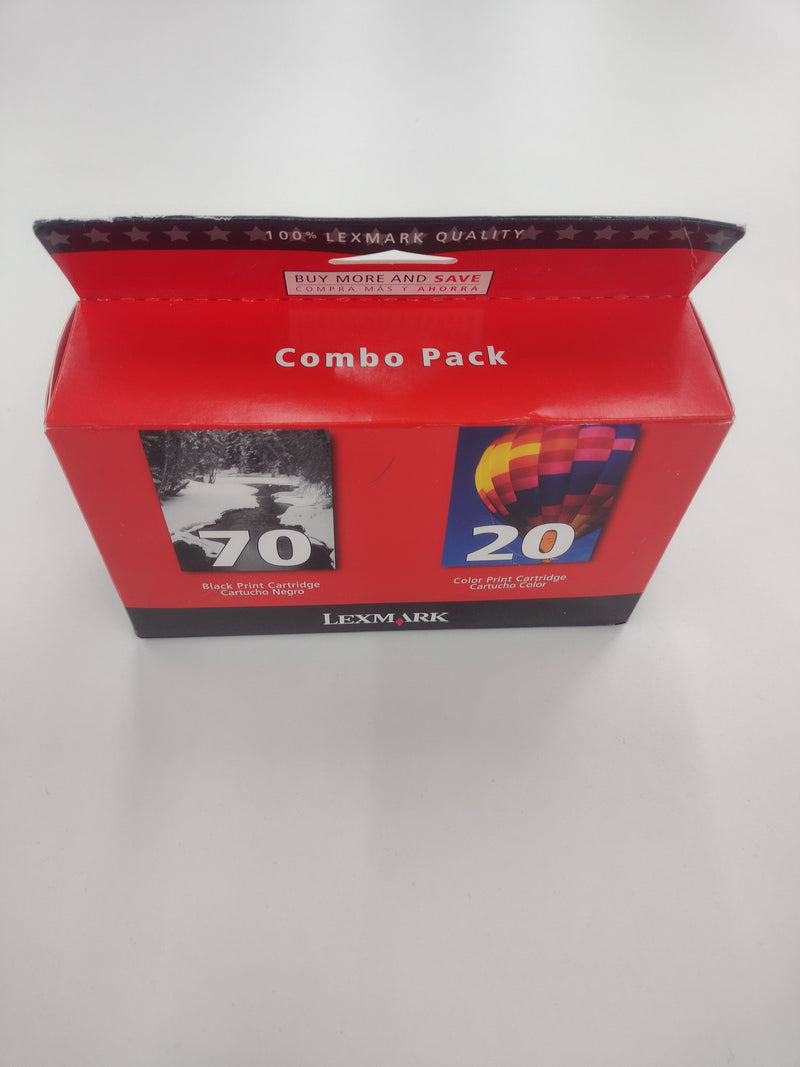 100% LEXMARK QUALITY
BUY MORE AND SAVE
COMPRA MÁS Y AHORRA
Combo Pack
70
Black Print Cartridge
Cartucho Negro
20
Color Print Cartridge
Cartucho Color
LEXMARK